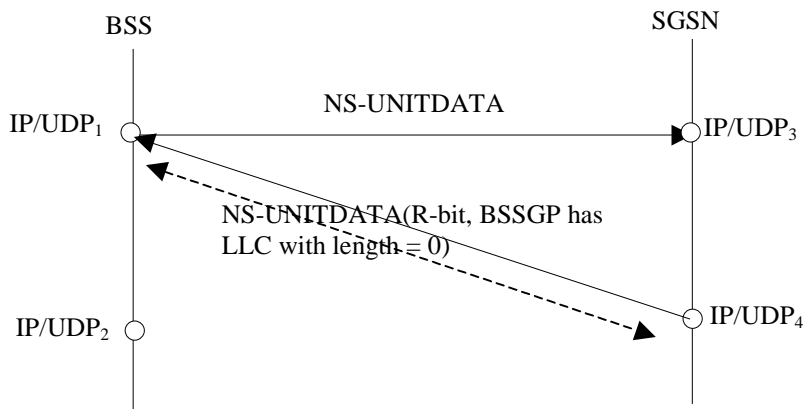 BSS
SGSN
NS-UNITDATA
IP/UDP₁
IP/UDP₃
NS-UNITDATA(R-bit, BSSGP has
LLC with length = 0)
IP/UDP₂
IP/UDP₄